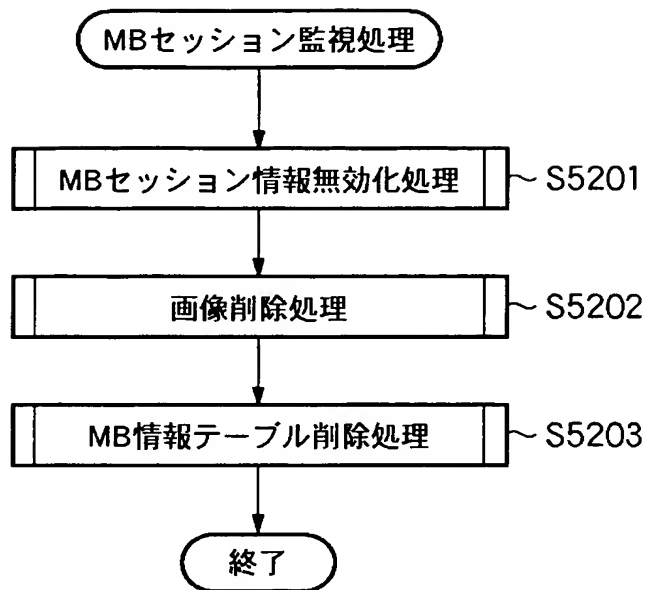 MBセッション監視処理
MBセッション情報無効化処理 S5201
画像削除処理 S5202
MB情報テーブル削除処理 S5203
終了